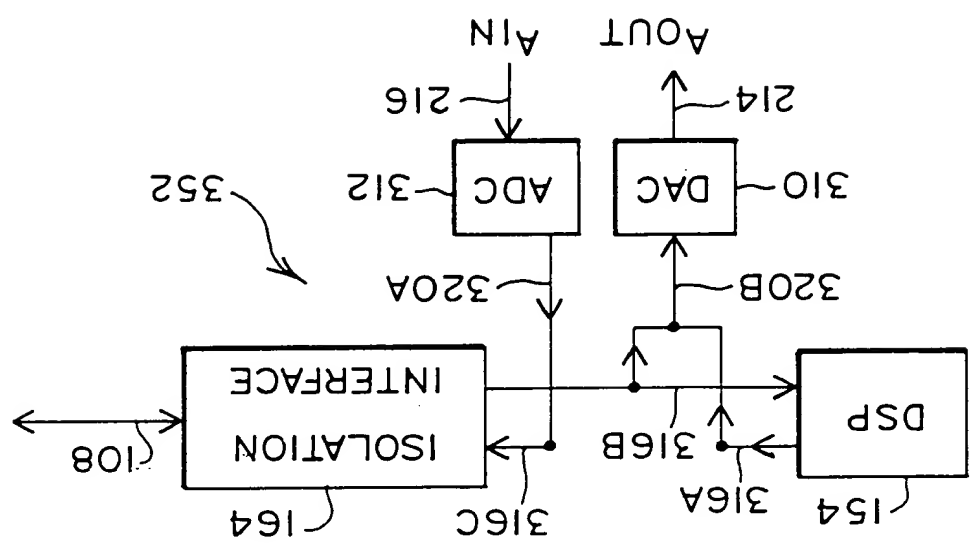 154
316A
316C
164
DSP
316B
ISOLATION
INTERFACE
108
320B
320A
352
310
DAC
312
ADC
214
216
AOUT
AIN